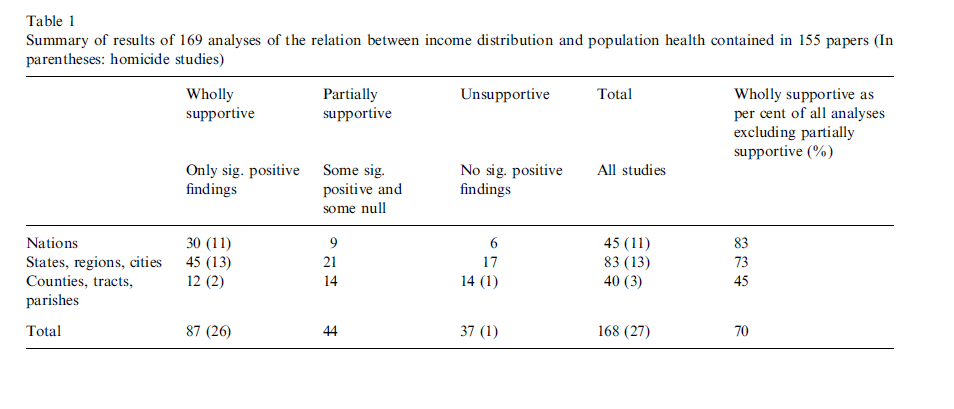 Table 1
Summary of results of 169 analyses of the relation between income distribution and population health contained in 155 papers (In
parentheses: homicide studies)
Wholly supportive Partially supportive Unsupportive Total Wholly supportive as per cent of all analyses excluding partially supportive (%)
Only sig. positive findings Some sig. positive and some null No sig. positive findings All studies
Nations 30 (11) 9 6 45 (11) 83
States, regions, cities 45 (13) 21 17 83 (13) 73
Counties, tracts, parishes 12 (2) 14 14 (1) 40 (3) 45
Total 87 (26) 44 37 (1) 168 (27) 70